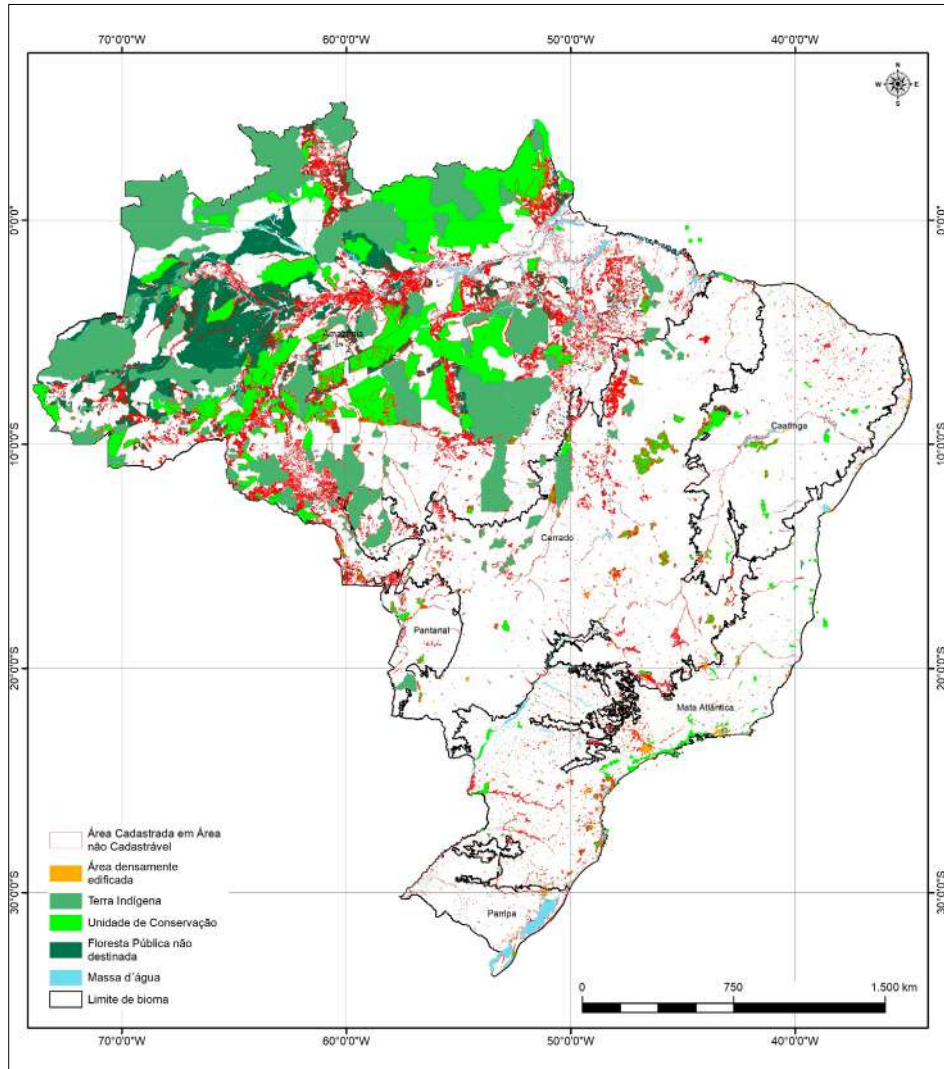 70°0'0"W 60°0'0"W 50°0'0"W 40°0'0"W
N
W E
S
0°0'0" 0°0'0"
Amazônia
Caatinga
10°0'0"S 10°0'0"S
Cerrado
Pantanal
20°0'0"S 20°0'0"S
Mata Atlântica
Área Cadastrada em Área
não Cadastrável
Área densamente
edificada
Terra Indígena
30°0'0"S 30°0'0"S
Unidade de Conservação
Pampa
Floresta Pública não
destinada
Massa d´água
0 750 1.500 km
Limite de bioma
70°0'0"W 60°0'0"W 50°0'0"W 40°0'0"W